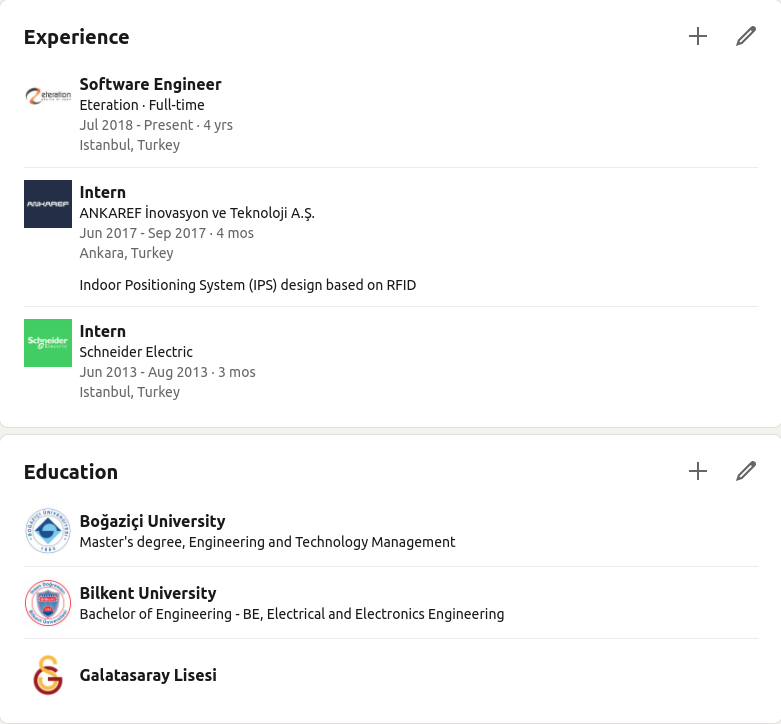 Experience
eteration
Software Engineer
Eteration · Full-time
Jul 2018 - Present · 4 yrs
Istanbul, Turkey
ANKAREF
Intern
ANKAREF İnovasyon ve Teknoloji A.Ş.
Jun 2017 - Sep 2017 · 4 mos
Ankara, Turkey
Indoor Positioning System (IPS) design based on RFID
Schneider
Electric
Intern
Schneider Electric
Jun 2013 - Aug 2013 · 3 mos
Istanbul, Turkey
Education
Boğaziçi University
Master's degree, Engineering and Technology Management
Bilkent University
Bachelor of Engineering - BE, Electrical and Electronics Engineering
Galatasaray Lisesi